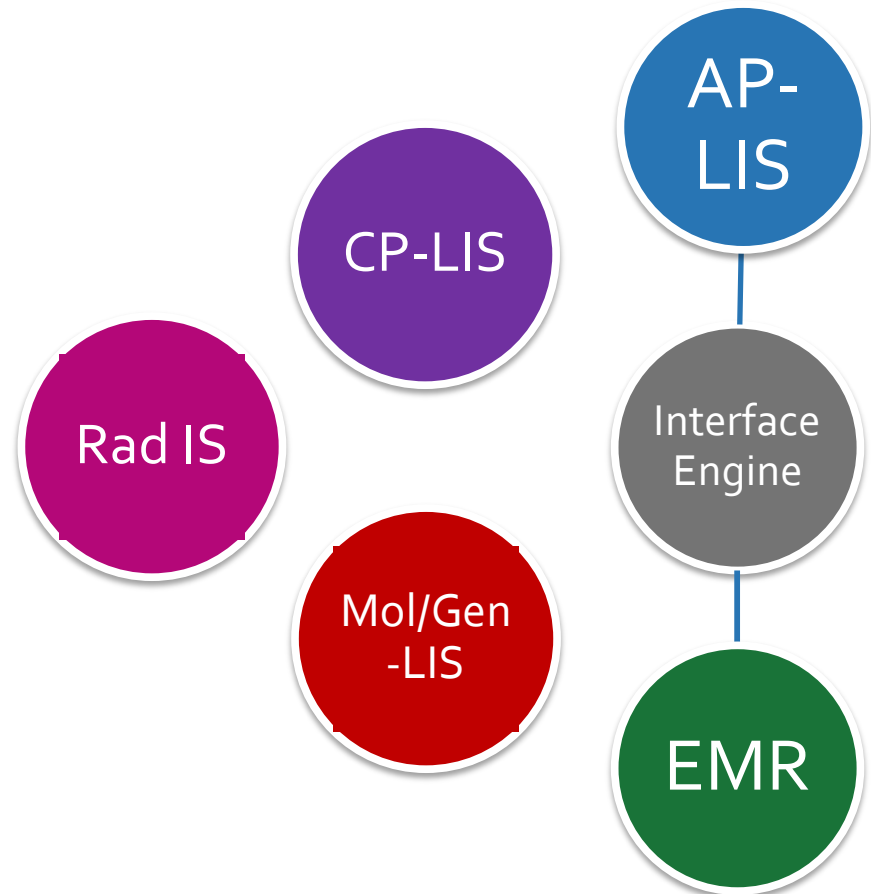 AP-
LIS
CP-LIS
Rad IS
Interface
Engine
Mol/Gen
-LIS
EMR